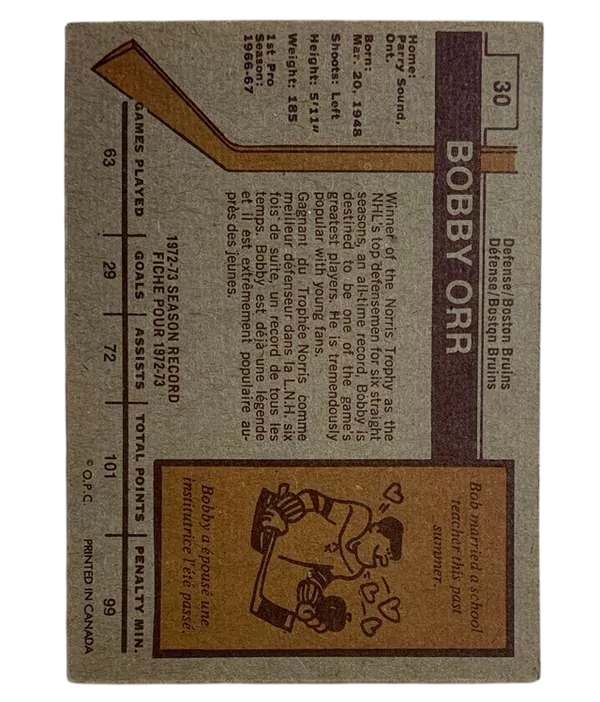 30
Defense/Boston Bruins
Défense/Boston Bruins
BOBBY ORR
Home:
Parry Sound,
Ont.
Born:
Mar. 20, 1948
Shoots: Left
Height: 5'11"
Weight: 185
1st Pro
Season:
1966-67
Winner of the Norris Trophy as the
NHL's top defensemen for six straight
seasons, an all-time record. Bobby is
destined to be one of the game's
greatest players. He is tremendously
popular with young fans.
Gagnant du Trophée Norris comme
meilleur défenseur dans la L.N.H. six
fois de suite, un record de tous les
temps. Bobby est déjà une légende
et il est extrêmement populaire au-
près des jeunes.
Bob married a school
teacher this past
summer.
Bobby a épousé une
institutrice l'été passé.
1972-73 SEASON RECORD
FICHE POUR 1972-73
GAMES PLAYED GOALS ASSISTS TOTAL POINTS PENALTY MIN.
63 29 72 101 99
© O.P.C. PRINTED IN CANADA